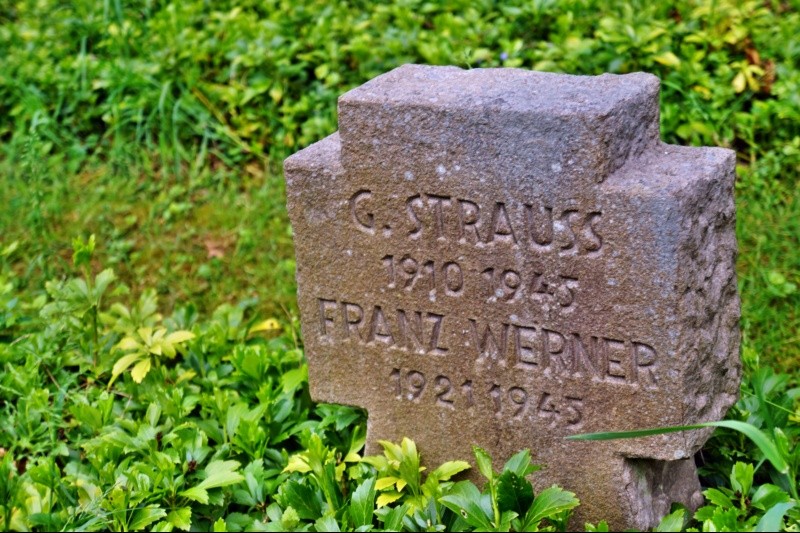 G. STRAUSS
1910 1945
FRANZ WERNER
1921 1945